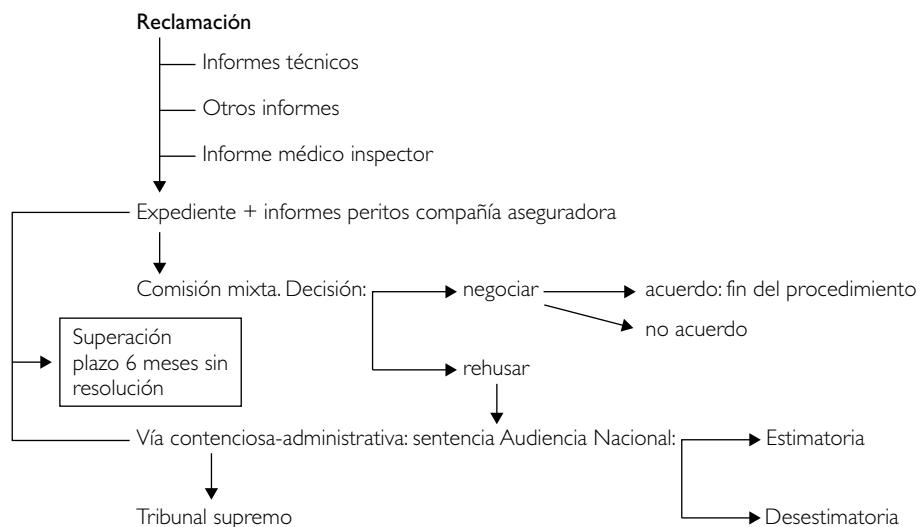 Reclamación
Informes técnicos
Otros informes
Informe médico inspector
Expediente + informes peritos compañía aseguradora
Comisión mixta. Decisión:
negociar
acuerdo: fin del procedimiento
no acuerdo
Superación
plazo 6 meses sin
resolución
rehusar
Vía contenciosa-administrativa: sentencia Audiencia Nacional:
Estimatoria
Tribunal supremo
Desestimatoria